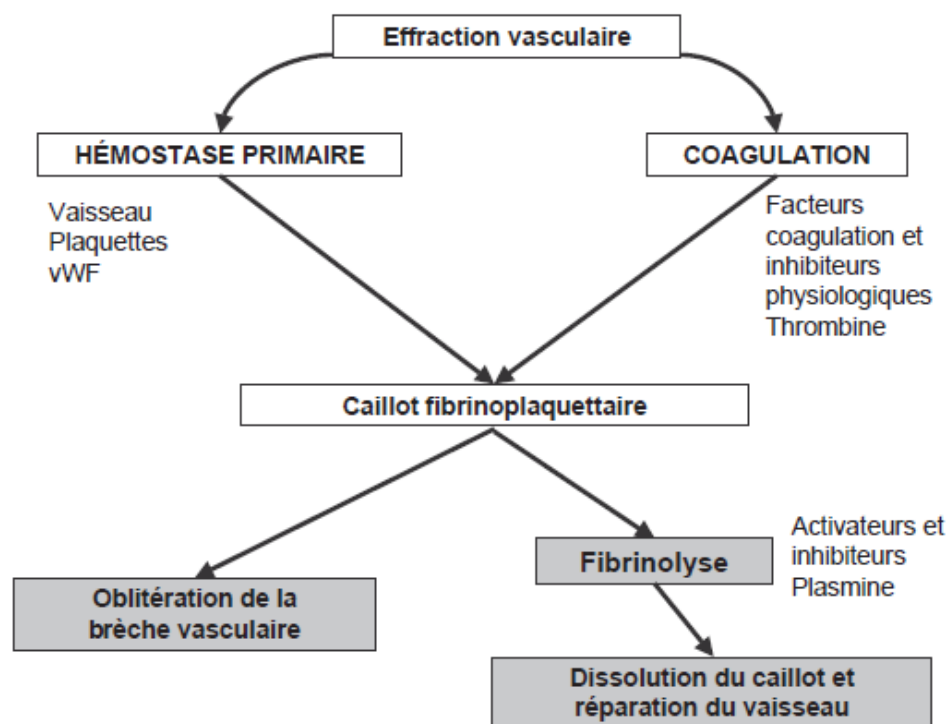 Effraction vasculaire
HÉMOSTASE PRIMAIRE
COAGULATION
Vaisseau
Plaquettes
vWF
Facteurs
coagulation et
inhibiteurs
physiologiques
Thrombine
Caillot fibrinoplaquettaire
Activateurs et
inhibiteurs
Plasmine
Fibrinolyse
Oblitération de la
brèche vasculaire
Dissolution du caillot et
réparation du vaisseau